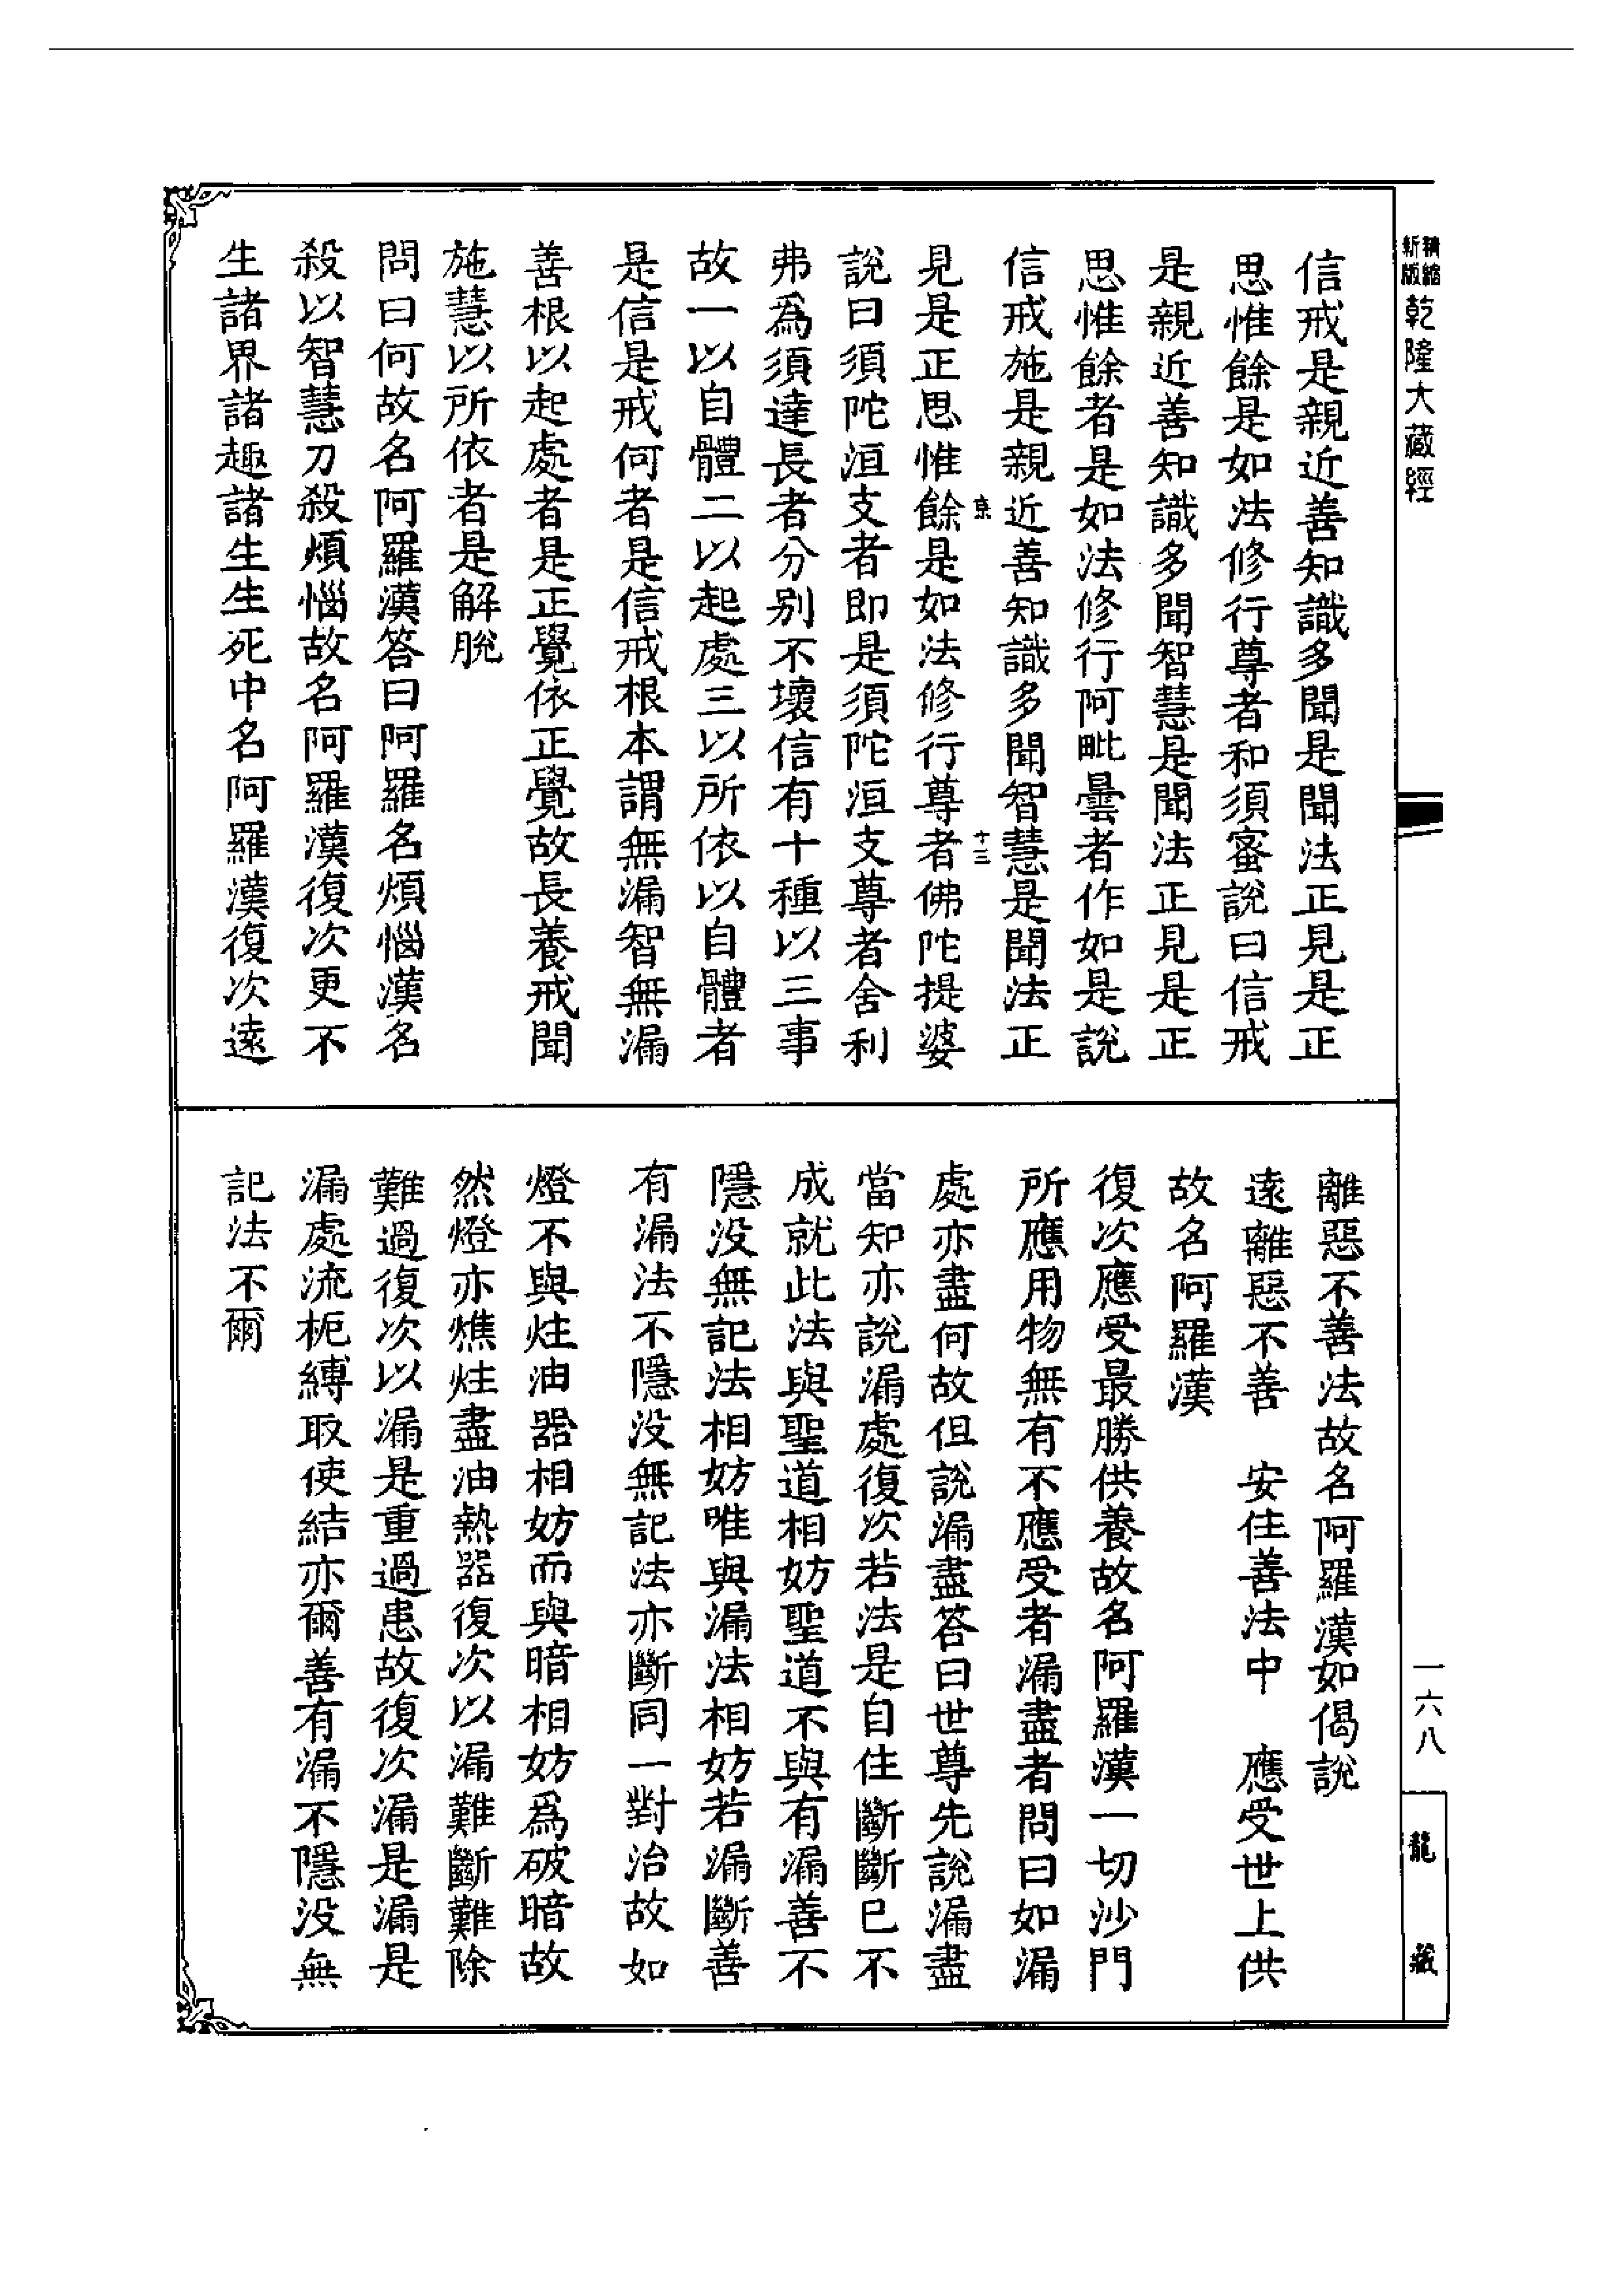 精縮新版乾隆大藏經
信戒是親近善知識多聞是聞法正見是正
思惟餘是如法修行尊者和須蜜說曰信戒
是親近善知識多聞智慧是聞法正見是正
思惟餘者是如法修行阿毗曇者作如是說
信戒施是親近善知識多聞智慧是聞法正
十三
見是正思惟餘是如法修行尊者佛陀提婆
說曰須陀洹支者即是須陀洹支尊者舍利
弗爲須達長者分别不壞信有十種以三事
故一以自體二以起處三以所依以自體者
是信是戒何者是信戒根本謂無漏智無漏
善根以起處者是正覺依正覺故長養戒聞
施慧以所依者是解脫
問曰何故名阿羅漢答曰阿羅名煩惱漢名
殺以智慧刀殺煩惱故名阿羅漢復次更不
生諸界諸趣諸生生死中名阿羅漢復次遠
離惡不善法故名阿羅漢如偈說
遠離惡不善　安住善法中　應受世上供
故名阿羅漢
復次應受最勝供養故名阿羅漢一切沙門
所應用物無有不應受者漏盡者問曰如漏
處亦盡何故但說漏盡答曰世尊先說漏盡
當知亦說漏處復次若法是自住斷斷已不
成就此法與聖道相妨聖道不與有漏善不
隱没無記法相妨唯與漏法相妨若漏斷善
有漏法不隱没無記法亦斷同一對治故如
燈不與炷油器相妨而與暗相妨爲破暗故
然燈亦燋炷盡油熱器復次以漏難斷難除
難過復次以漏是重過患故復次漏是漏是
漏處流柅縛取使結亦爾善有漏不隱没無
記法不爾
一六八
龍藏